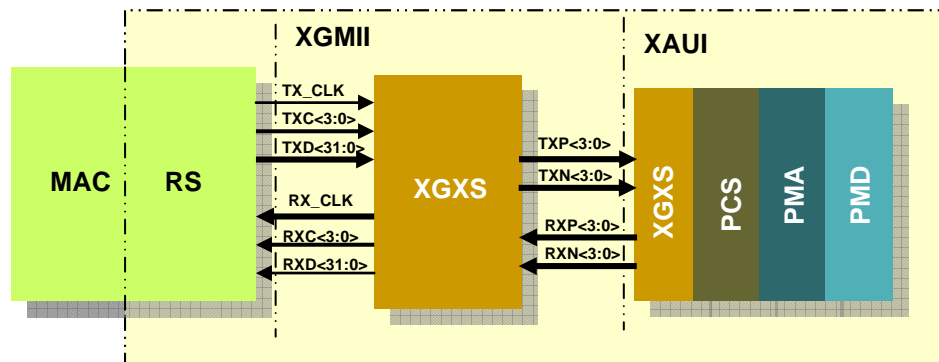 XGMII
XAUI
TX_CLK
TXC<3:0>
TXD<31:0>
TXP<3:0>
TXN<3:0>
MAC
RS
XGXS
RX_CLK
RXC<3:0>
RXD<31:0>
RXP<3:0>
RXN<3:0>
XGXS
PCS
PMA
PMD